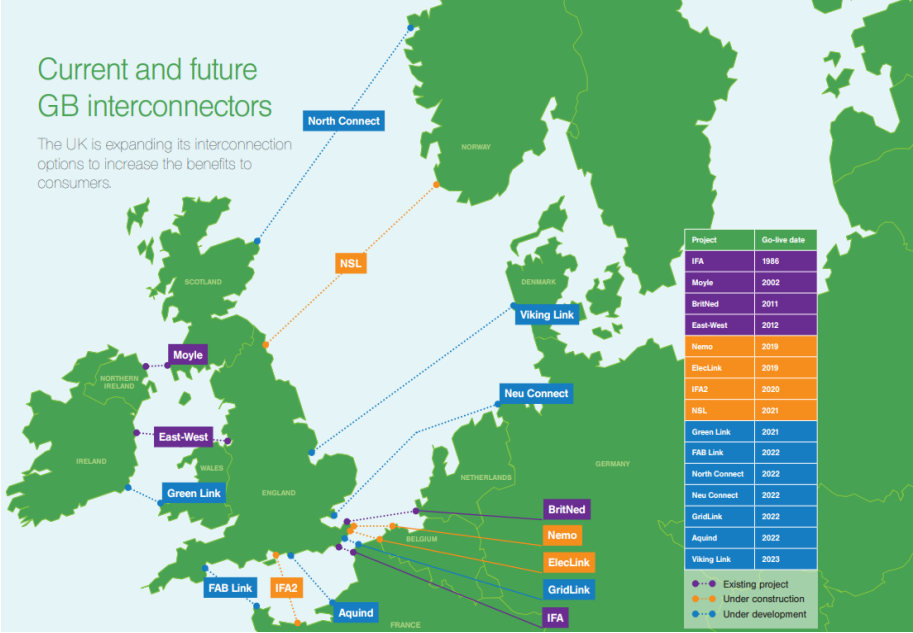 Current and future
GB interconnectors
The UK is expanding its interconnection
options to increase the benefits to
consumers.
North Connect
NORWAY
NSL
SCOTLAND
DENMARK
Viking Link
Moyle
NORTHERN
IRELAND
Neu Connect
East-West
IRELAND
WALES
ENGLAND
NETHERLANDS
GERMANY
Green Link
BritNed
Nemo
BELGIUM
ElecLink
FAB Link
IFA2
GridLink
Aquind
IFA
FRANCE
Project Go-live date
IFA 1986
Moyle 2002
BritNed 2011
East-West 2012
Nemo 2019
ElecLink 2019
IFA2 2020
NSL 2021
Green Link 2021
FAB Link 2022
North Connect 2022
Neu Connect 2022
GridLink 2022
Aquind 2022
Viking Link 2023
Existing project
Under construction
Under development